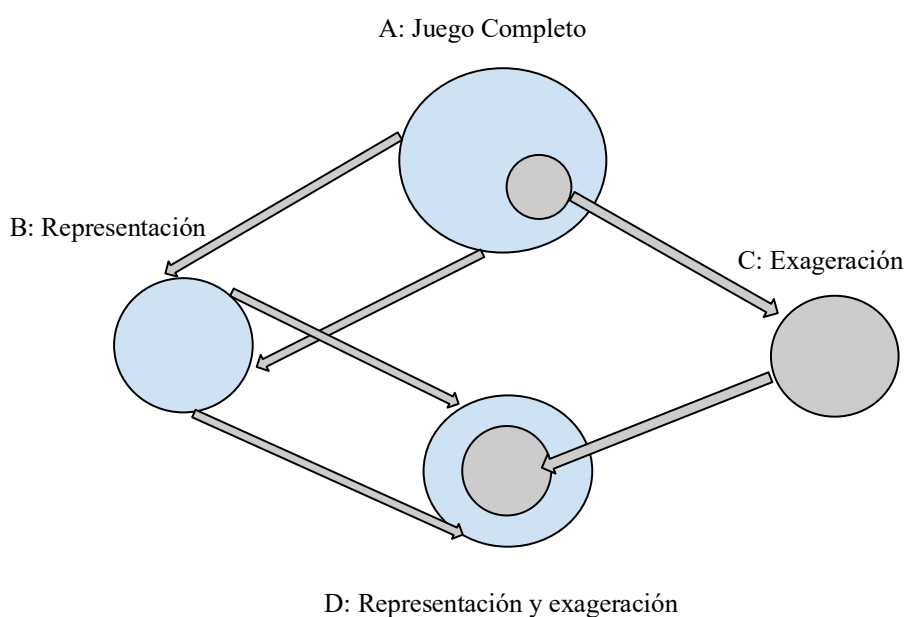 A: Juego Completo
B: Representación
C: Exageración
D: Representación y exageración